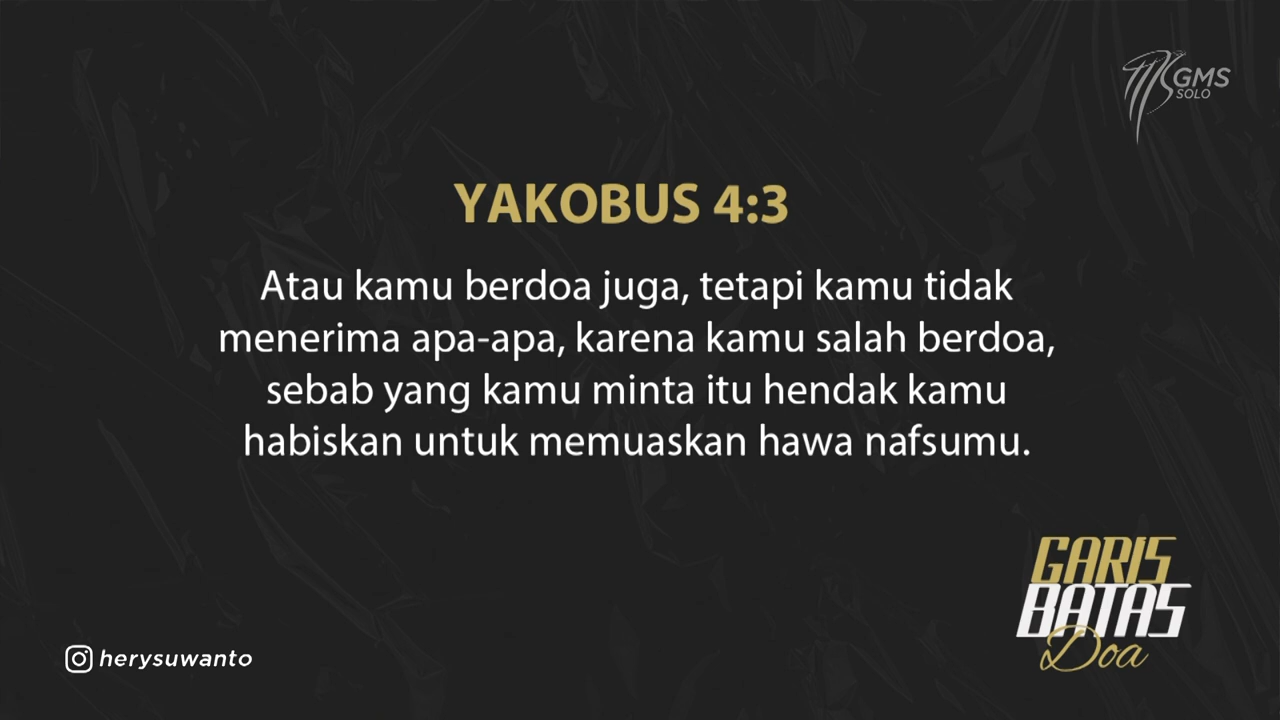 GMS
SOLO
YAKOBUS 4:3
Atau kamu berdoa juga, tetapi kamu tidak
menerima apa-apa, karena kamu salah berdoa,
sebab yang kamu minta itu hendak kamu
habiskan untuk memuaskan hawa nafsumu.
GARIS
BATAS
Doa
herysuwanto